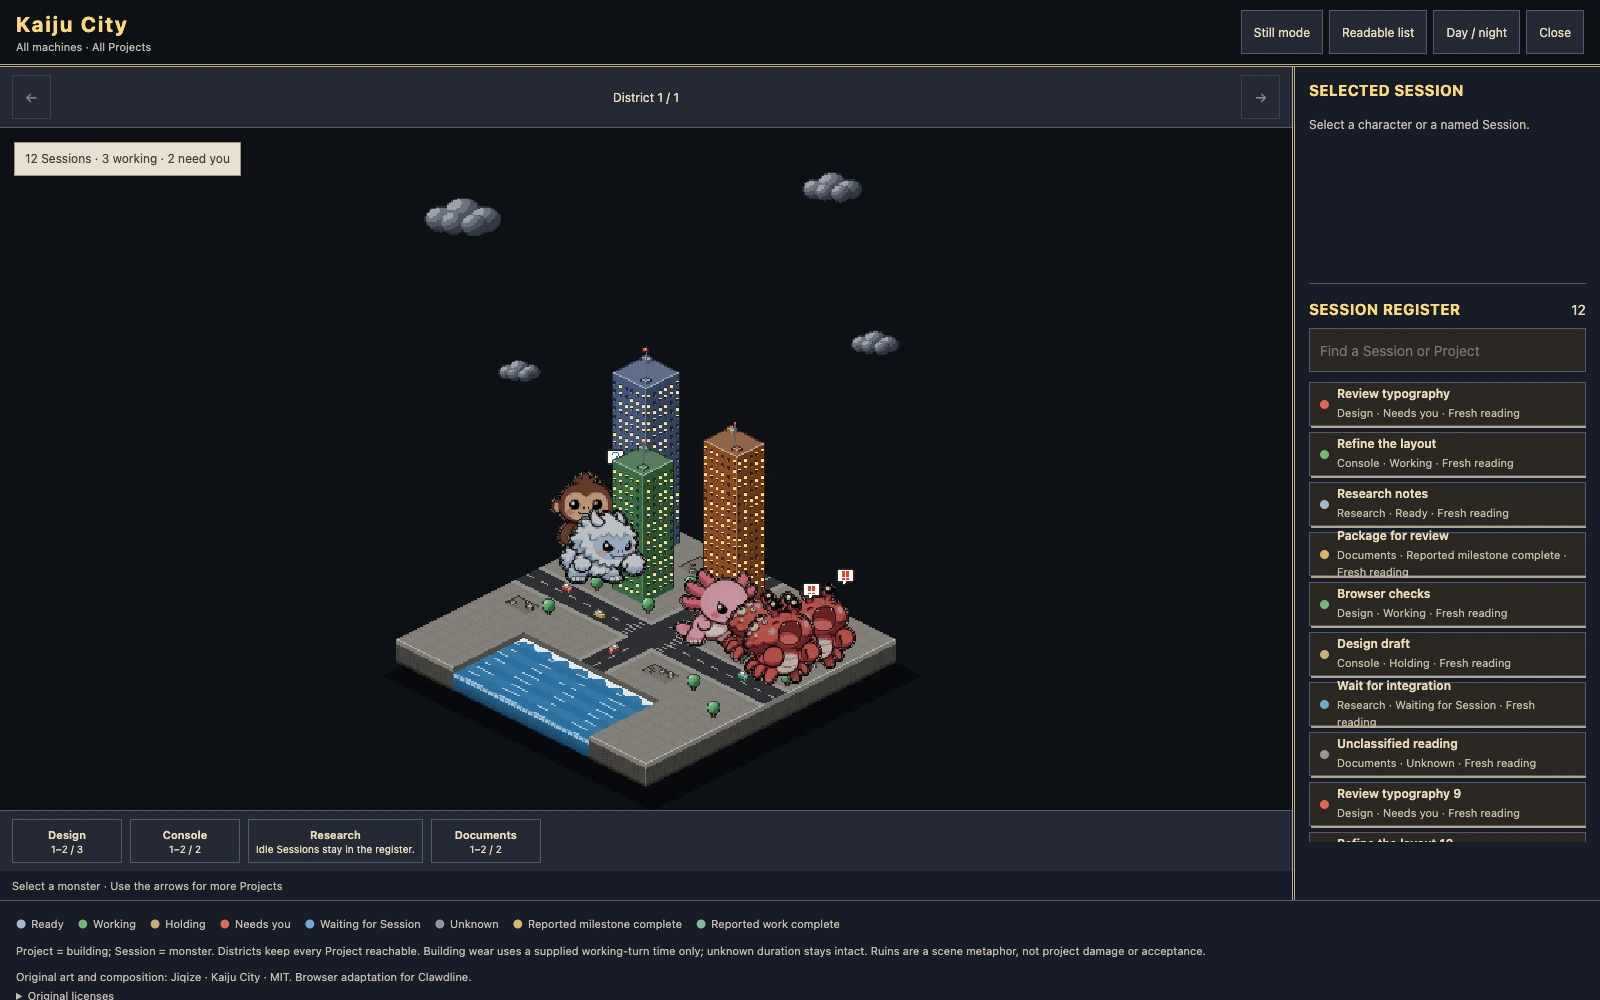 Kaiju City
All machines · All Projects
Still mode
Readable list
Day / night
Close
←
District 1 / 1
→
12 Sessions · 3 working · 2 need you
SELECTED SESSION
Select a character or a named Session.
SESSION REGISTER 12
Find a Session or Project
Review typography
Design · Needs you · Fresh reading
Refine the layout
Console · Working · Fresh reading
Research notes
Research · Ready · Fresh reading
Package for review
Documents · Reported milestone complete ·
Fresh reading
Browser checks
Design · Working · Fresh reading
Design draft
Console · Holding · Fresh reading
Wait for integration
Research · Waiting for Session · Fresh
reading
Unclassified reading
Documents · Unknown · Fresh reading
Review typography 9
Design · Needs you · Fresh reading
Refine the layout 10
?
!!
!!
Design
1–2 / 3
Console
1–2 / 2
Research
Idle Sessions stay in the register.
Documents
1–2 / 2
Select a monster · Use the arrows for more Projects
Ready
Working
Holding
Needs you
Waiting for Session
Unknown
Reported milestone complete
Reported work complete
Project = building; Session = monster. Districts keep every Project reachable. Building wear uses a supplied working-turn time only; unknown duration stays intact. Ruins are a scene metaphor, not project damage or acceptance.
Original art and composition: Jiqize · Kaiju City · MIT. Browser adaptation for Clawdline.
Original licenses